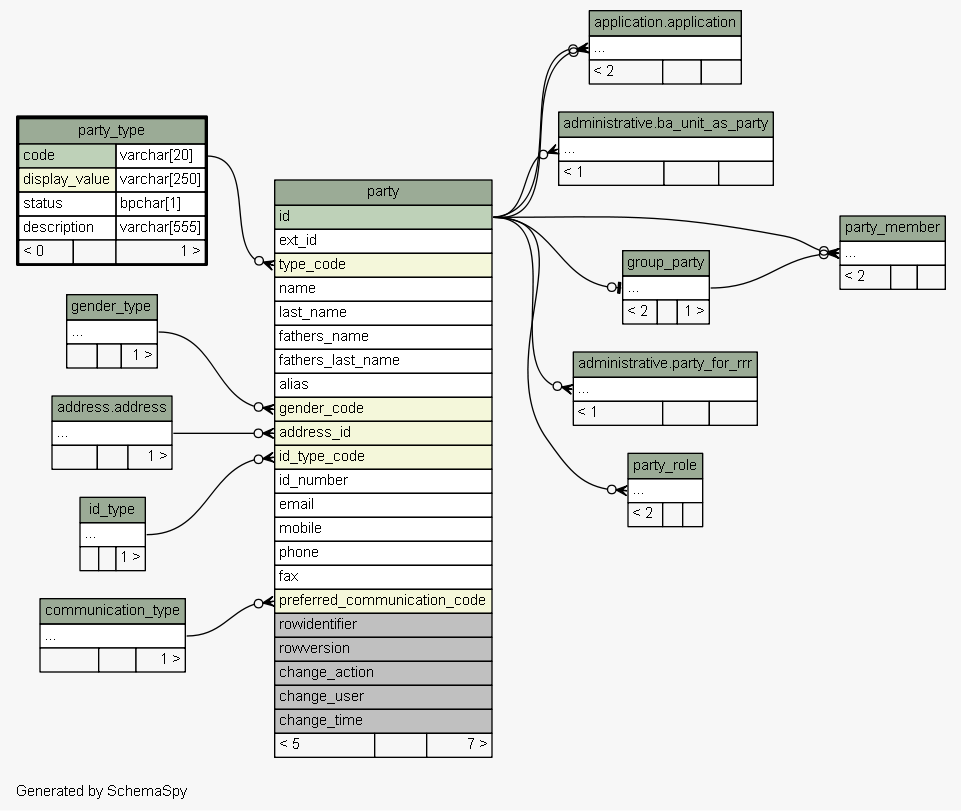 application.application
...
< 2
administrative.ba_unit_as_party
...
< 1
party_type
code varchar[20]
display_value varchar[250]
status bpchar[1]
description varchar[555]
< 0 1 >
party
id
ext_id
type_code
name
last_name
fathers_name
fathers_last_name
alias
gender_code
address_id
id_type_code
id_number
email
mobile
phone
fax
preferred_communication_code
rowidentifier
rowversion
change_action
change_user
change_time
< 5 7 >
party_member
...
< 2
group_party
...
< 2 1 >
gender_type
...
1 >
administrative.party_for_rrr
...
< 1
address.address
...
1 >
party_role
...
< 2
id_type
...
1 >
communication_type
...
1 >
Generated by SchemaSpy